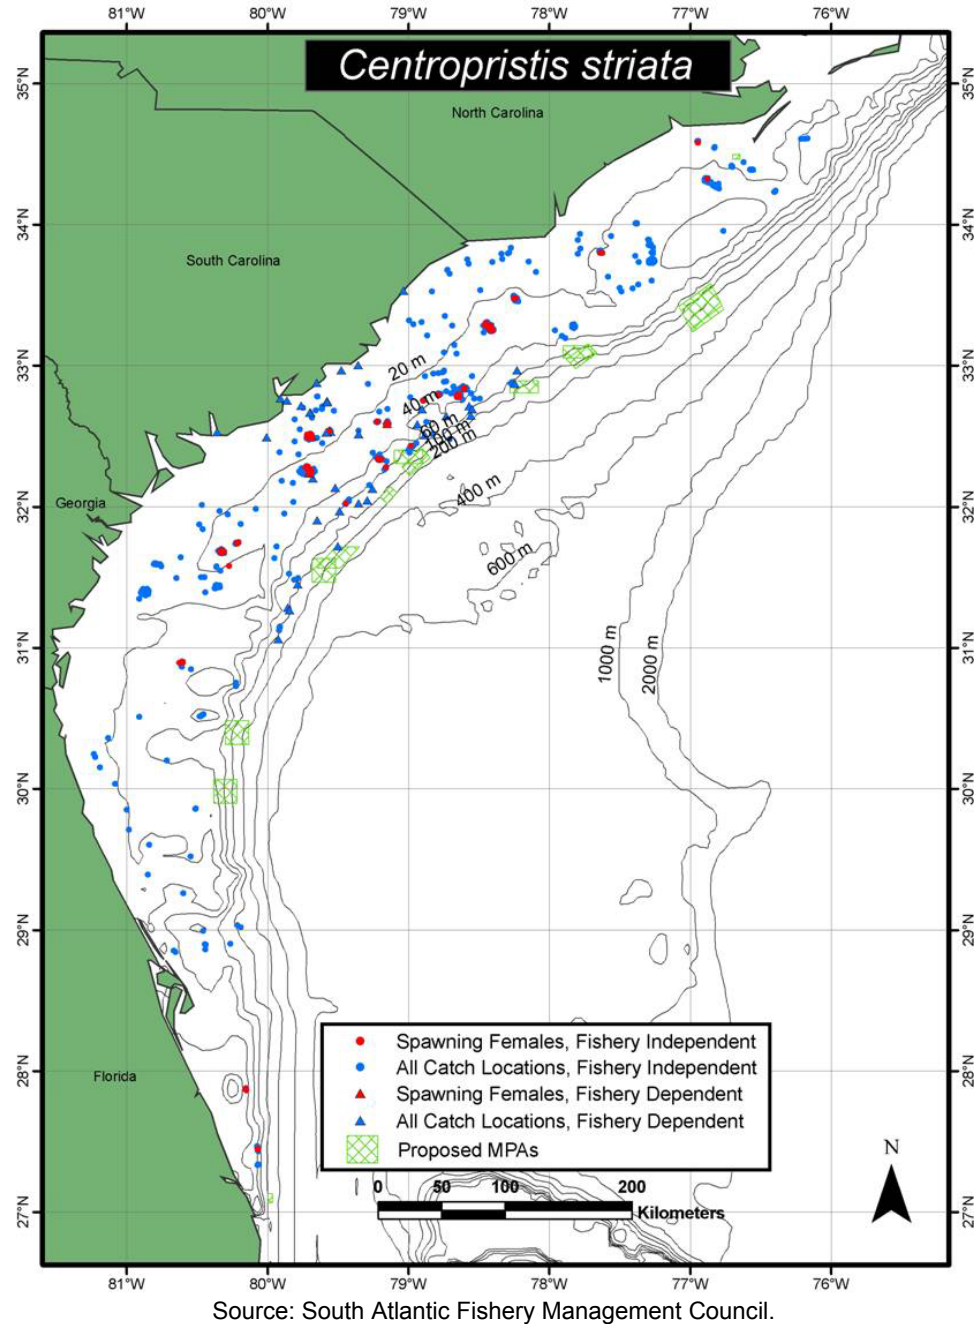 80°W 79°W 78°W 77°W 76°W
Centropristis striata
35°N 35°N
North Carolina
34°N 34°N
South Carolina
33°N 33°N
20 m
40 m
60 m
100 m
200 m
400 m
32°N 32°N
Georgia
600 m
31°N 31°N
1000 m
2000 m
30°N 30°N
29°N 29°N
Spawning Females, Fishery Independent
All Catch Locations, Fishery Independent
28°N 28°N
Florida
Spawning Females, Fishery Dependent
All Catch Locations, Fishery Dependent
Proposed MPAs
N
0 50 100 200
Kilometers
27°N 27°N
81°W 80°W 79°W 78°W 77°W 76°W
Source: South Atlantic Fishery Management Council.